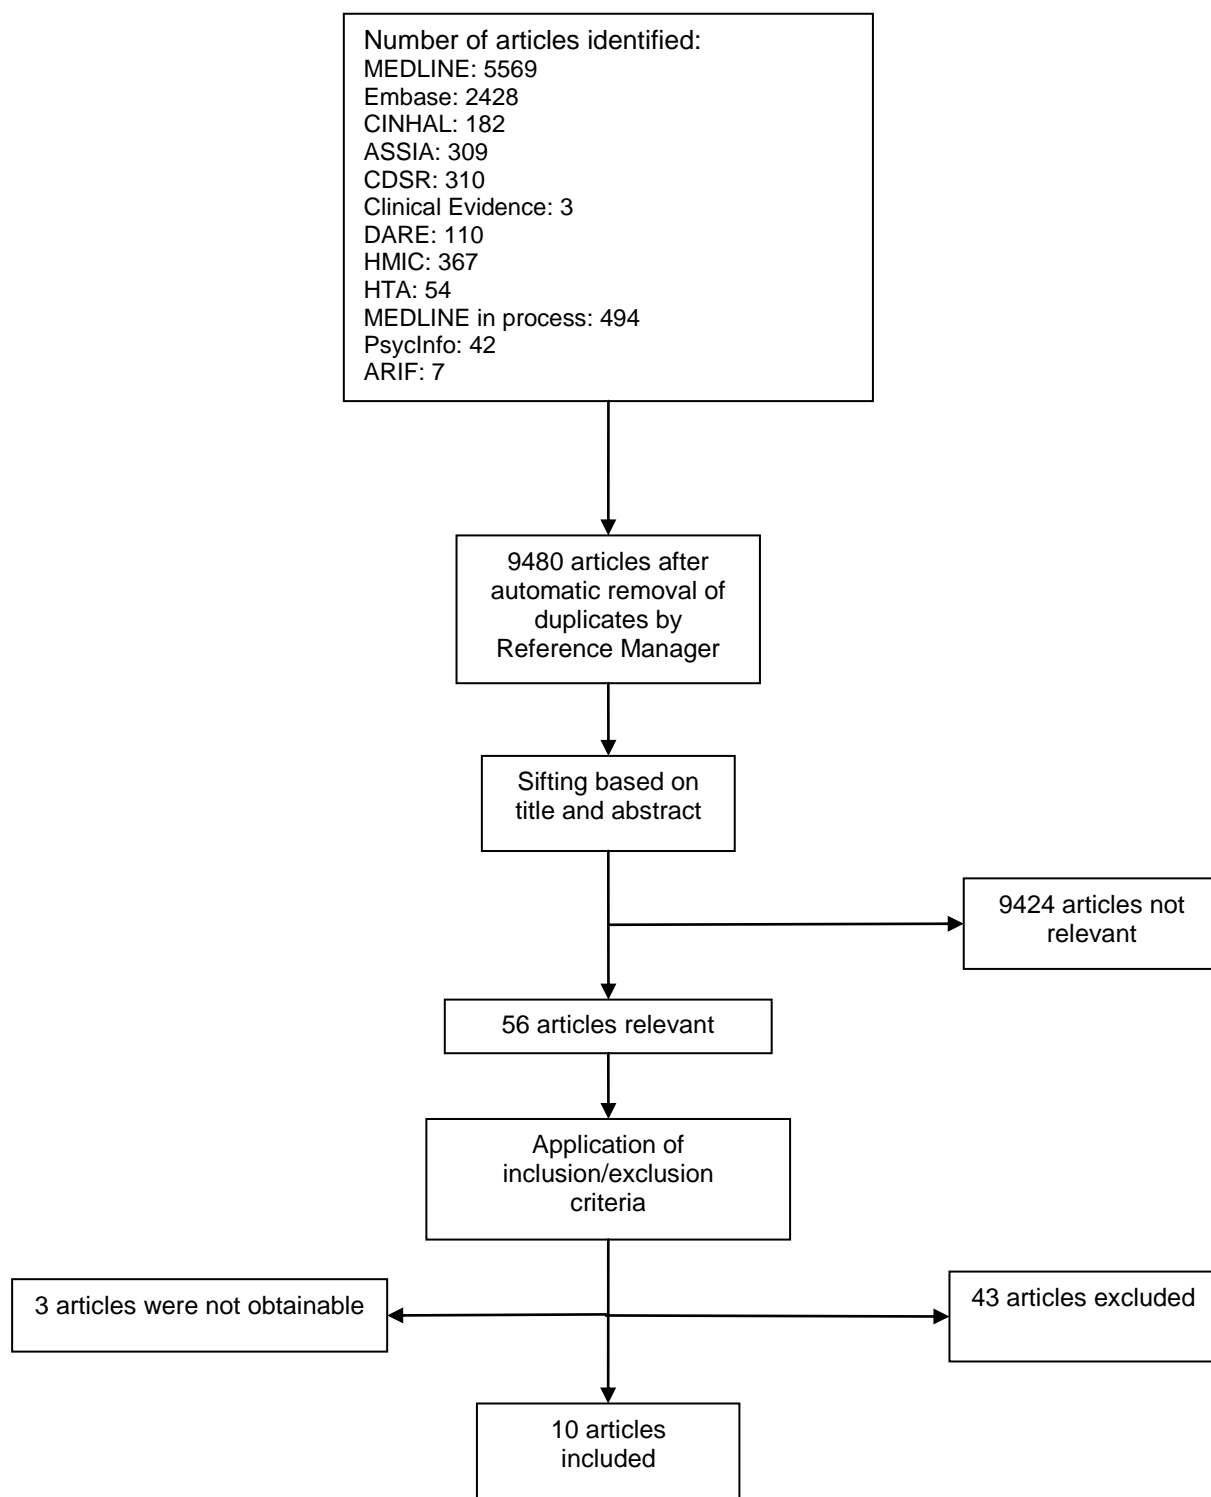 Number of articles identified:
MEDLINE: 5569
Embase: 2428
CINHAL: 182
ASSIA: 309
CDSR: 310
Clinical Evidence: 3
DARE: 110
HMIC: 367
HTA: 54
MEDLINE in process: 494
PsycInfo: 42
ARIF: 7
9480 articles after
automatic removal of
duplicates by
Reference Manager
Sifting based on
title and abstract
9424 articles not
relevant
56 articles relevant
Application of
inclusion/exclusion
criteria
3 articles were not obtainable
43 articles excluded
10 articles
included